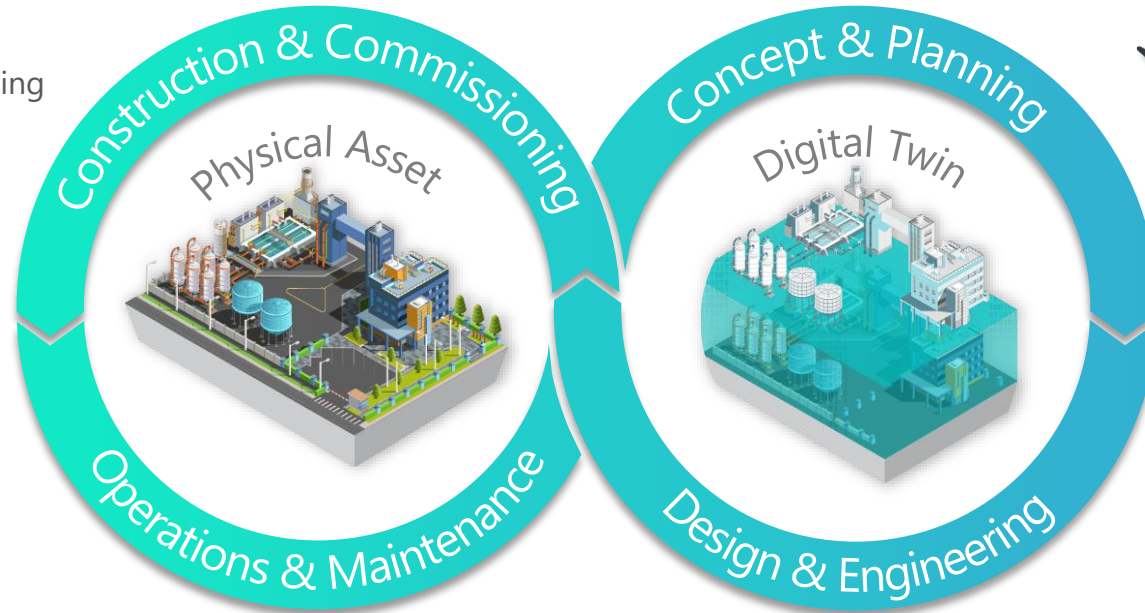 ing
Construction & Commissioning
Physical Asset
Operations & Maintenance
Concept & Planning
Digital Twin
Design & Engineering